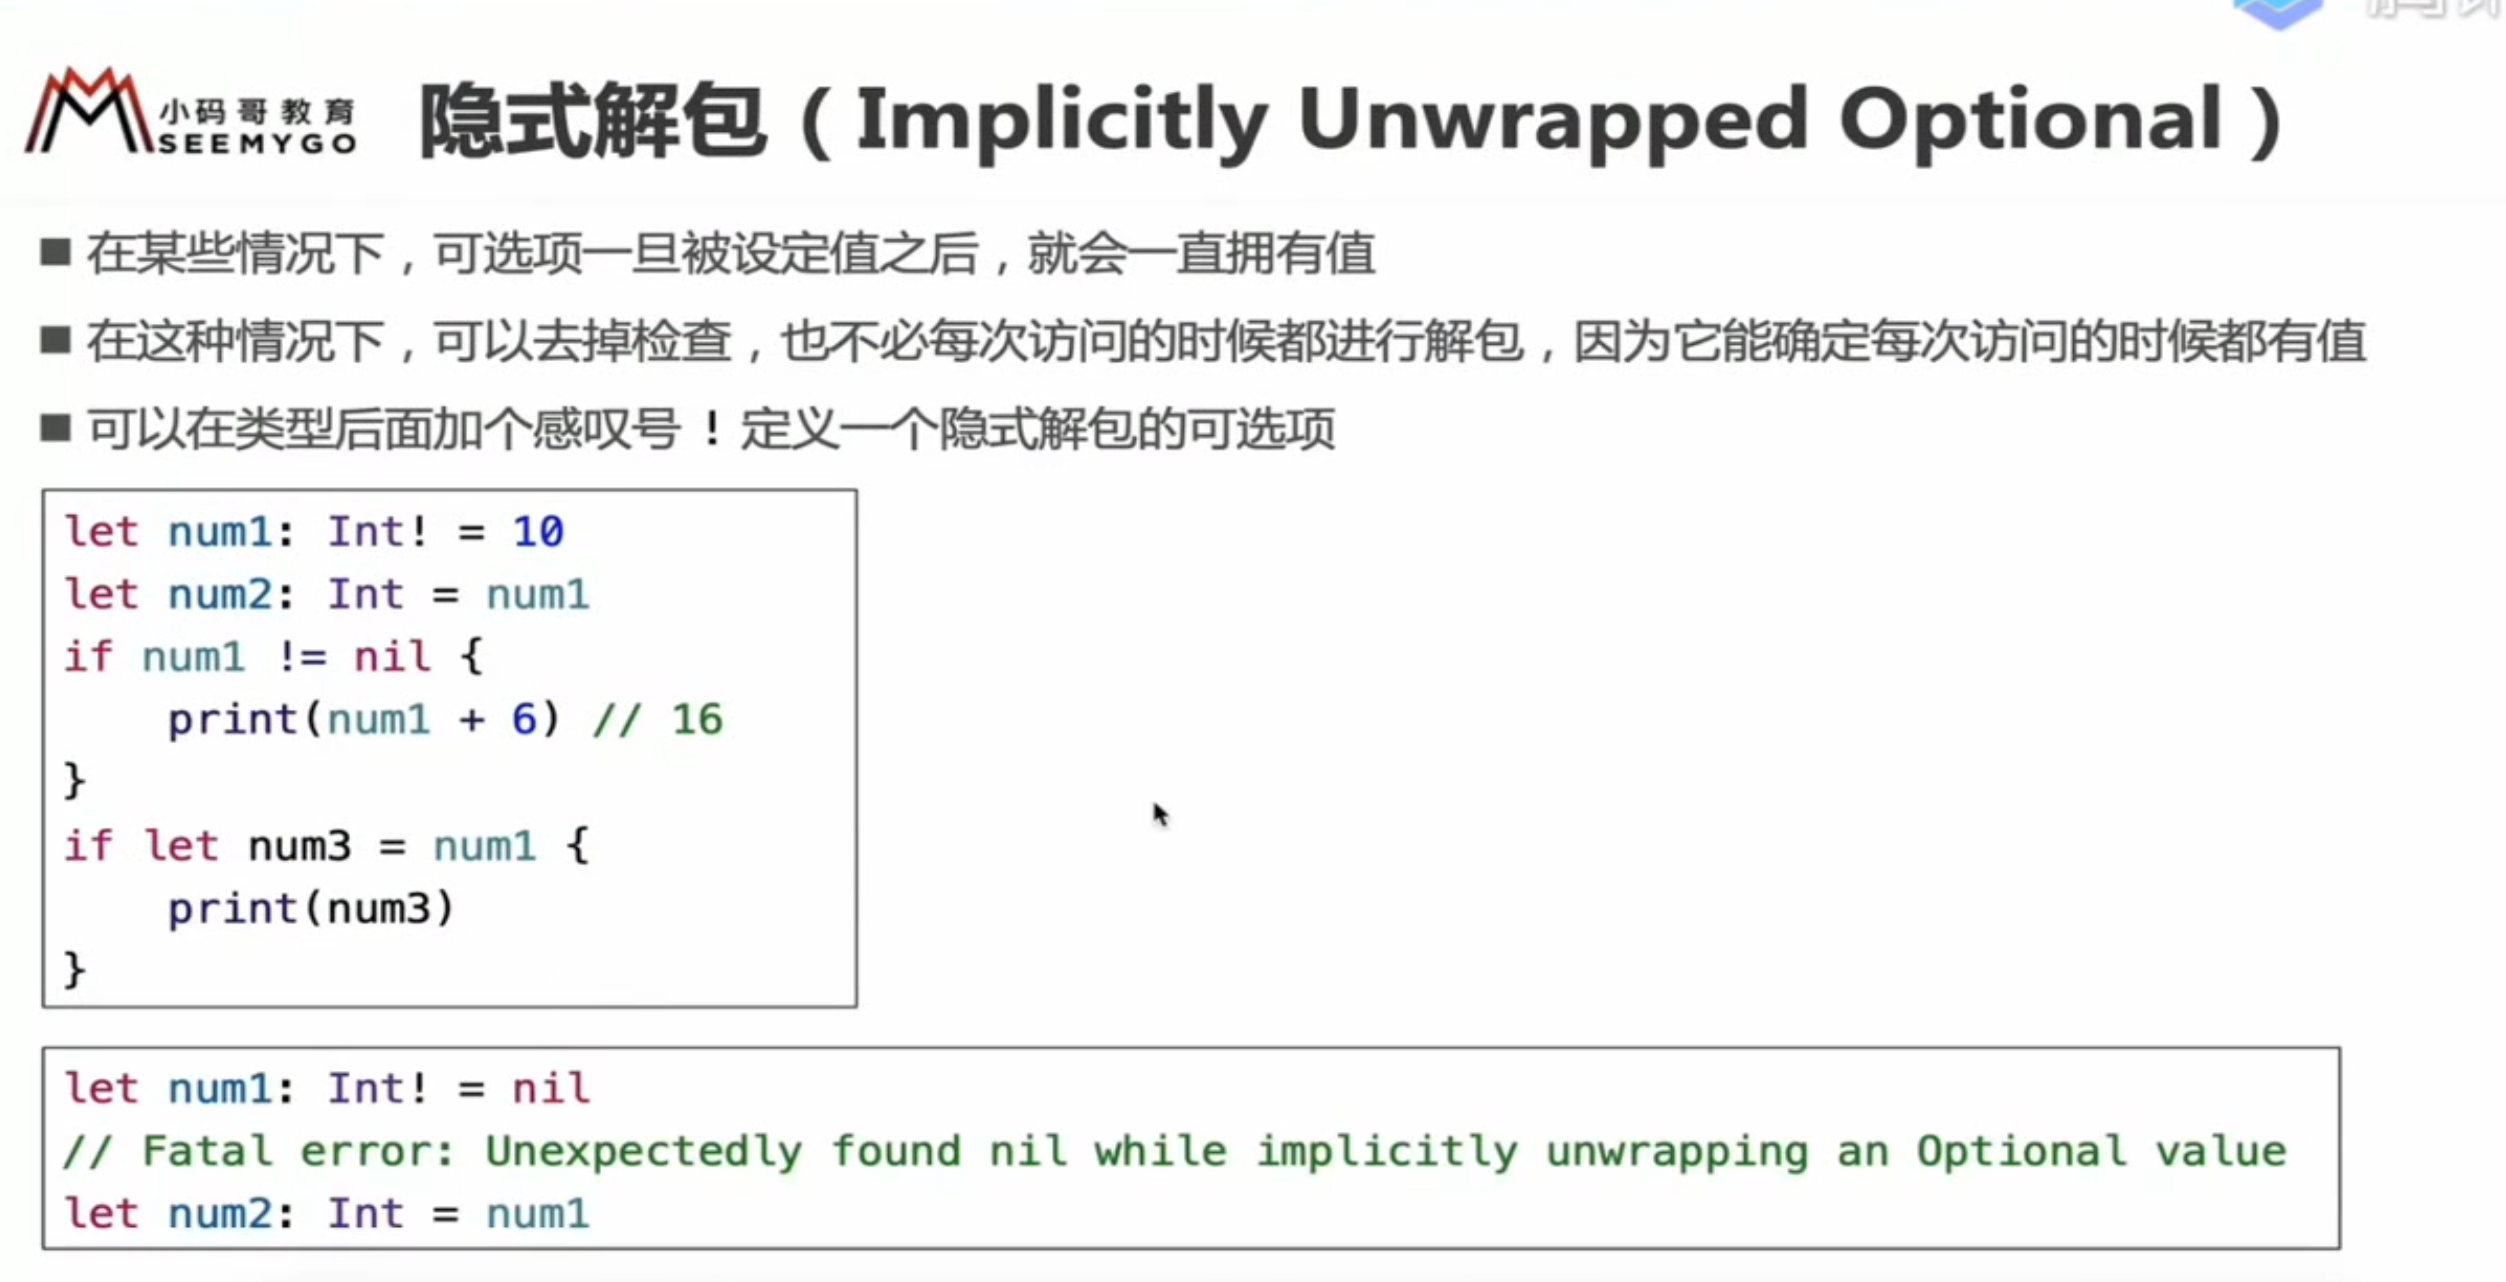 小码哥教育
SEEMYGO
隐式解包（Implicitly Unwrapped Optional）
■ 在某些情况下，可选项一旦被设定值之后，就会一直拥有值
■ 在这种情况下，可以去掉检查，也不必每次访问的时候都进行解包，因为它能确定每次访问的时候都有值
■ 可以在类型后面加个感叹号 ! 定义一个隐式解包的可选项
let num1: Int! = 10
let num2: Int = num1
if num1 != nil {
    print(num1 + 6) // 16
}
if let num3 = num1 {
    print(num3)
}
let num1: Int! = nil
// Fatal error: Unexpectedly found nil while implicitly unwrapping an Optional value
let num2: Int = num1